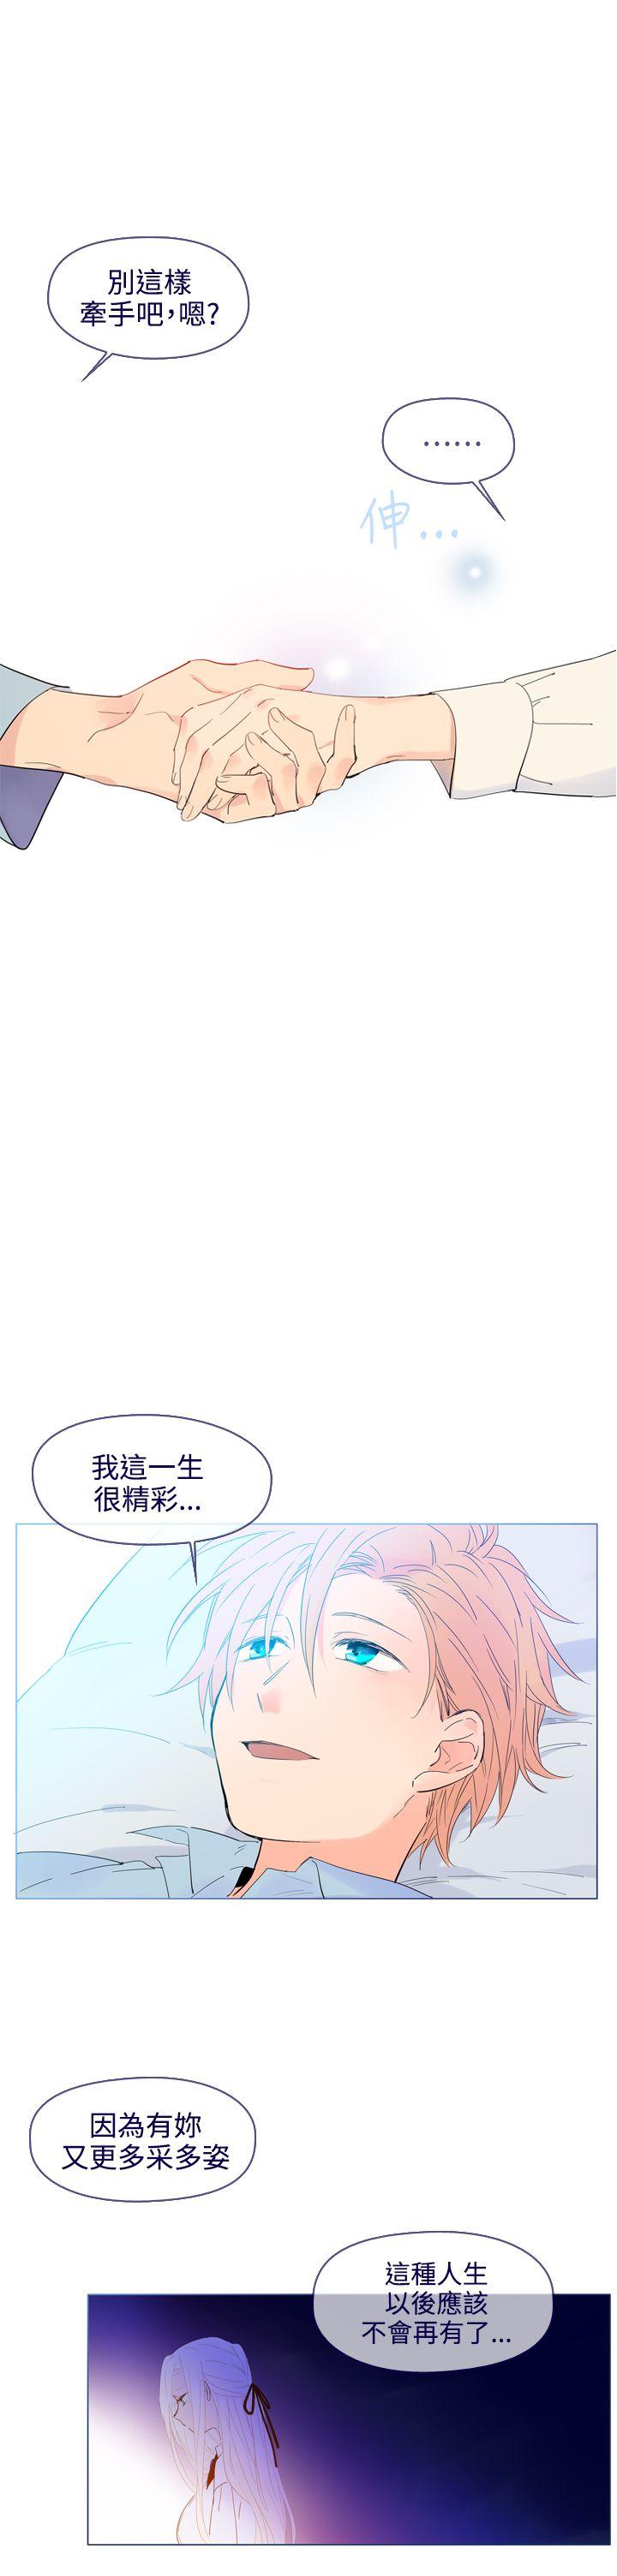 別這樣
牽手吧，嗯?
......
伸...
我這一生
很精彩...
因為有妳
又更多采多姿
這種人生
以後應該
不會再有了...